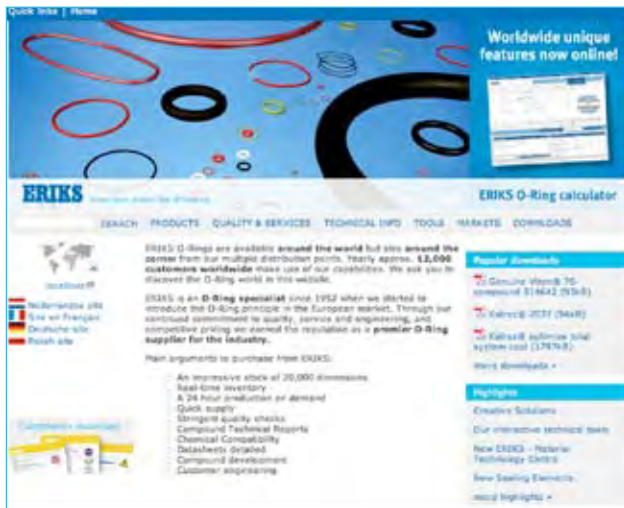 Quick links | Home
Worldwide unique
features now online!
ERIKS
ERIKS O-Ring calculator
SEARCH PRODUCTS QUALITY & SERVICES TECHNICAL INFO TOOLS MARKETS DOWNLOADS
locations
Nederlandse site
Site en Français
Deutsche site
Polish site
ERIKS O-Rings are available around the world but also around the
corner from our multiple distribution points. Yearly approx. 12,000
customers worldwide make use of our capabilities. We ask you to
discover the O-Ring world in this website.
ERIKS is an O-Ring specialist since 1952 when we started to
introduce the O-Ring principle in the European market. Through our
continued commitment to quality, service and engineering, and
competitive pricing we earned the reputation as a premier O-Ring
supplier for the industry.
Main arguments to purchase from ERIKS:
An impressive stock of 20,000 dimensions
Real-time inventory
A 24 hour production on demand
Quick supply
Stringent quality checks
Compound Technical Reports
Chemical Compatibility
Datasheets detailed
Compound development
Customer engineering
Popular downloads
Genuine Viton®
compound
Kalrez®
Kalrez® optimise total
system cost
more downloads »
Highlights
Creative Solutions
Our interactive technical team
New ERIKS - Material
Technology Centre
New Sealing Elements
more highlights »